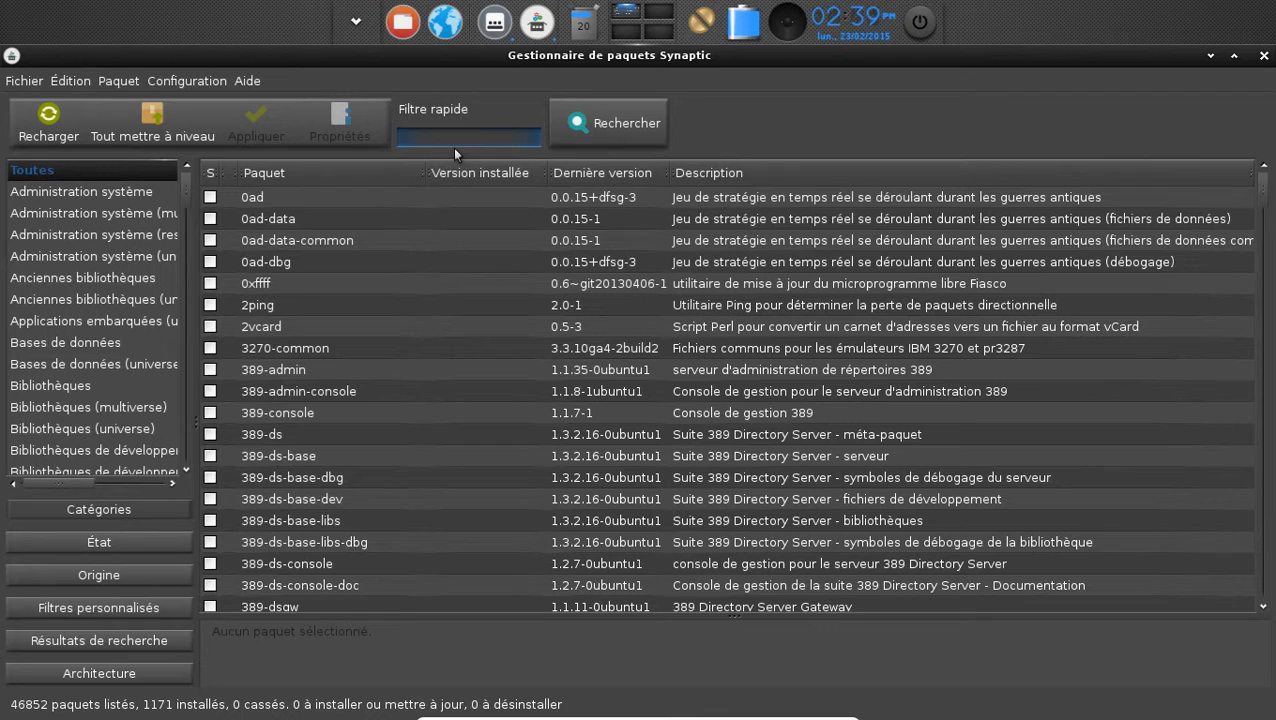 20
02:39 PM
lun., 23/02/2015
Gestionnaire de paquets Synaptic
Fichier Édition Paquet Configuration Aide
Recharger Tout mettre à niveau Appliquer Propriétés Filtre rapide Rechercher
S Paquet Version installée Dernière version Description
Toutes
Administration système
Administration système (mu
Administration système (res
Administration système (un
Anciennes bibliothèques
Anciennes bibliothèques (un
Applications embarquées (u
Bases de données
Bases de données (universe
Bibliothèques
Bibliothèques (multiverse)
Bibliothèques (universe)
Bibliothèques de développer
Bibliothèques de développer
Catégories
État
Origine
Filtres personnalisés
Résultats de recherche
Architecture
0ad 0.0.15+dfsg-3 Jeu de stratégie en temps réel se déroulant durant les guerres antiques
0ad-data 0.0.15-1 Jeu de stratégie en temps réel se déroulant durant les guerres antiques (fichiers de données)
0ad-data-common 0.0.15-1 Jeu de stratégie en temps réel se déroulant durant les guerres antiques (fichiers de données com
0ad-dbg 0.0.15+dfsg-3 Jeu de stratégie en temps réel se déroulant durant les guerres antiques (débogage)
0xffff 0.6~git20130406-1 utilitaire de mise à jour du microprogramme libre Fiasco
2ping 2.0-1 Utilitaire Ping pour déterminer la perte de paquets directionnelle
2vcard 0.5-3 Script Perl pour convertir un carnet d'adresses vers un fichier au format vCard
3270-common 3.3.10ga4-2build2 Fichiers communs pour les émulateurs IBM 3270 et pr3287
389-admin 1.1.35-0ubuntu1 serveur d'administration de répertoires 389
389-admin-console 1.1.8-1ubuntu1 Console de gestion pour le serveur d'administration 389
389-console 1.1.7-1 Console de gestion 389
389-ds 1.3.2.16-0ubuntu1 Suite 389 Directory Server - méta-paquet
389-ds-base 1.3.2.16-0ubuntu1 Suite 389 Directory Server - serveur
389-ds-base-dbg 1.3.2.16-0ubuntu1 Suite 389 Directory Server - symboles de débogage du serveur
389-ds-base-dev 1.3.2.16-0ubuntu1 Suite 389 Directory Server - fichiers de développement
389-ds-base-libs 1.3.2.16-0ubuntu1 Suite 389 Directory Server - bibliothèques
389-ds-base-libs-dbg 1.3.2.16-0ubuntu1 Suite 389 Directory Server - symboles de débogage de la bibliothèque
389-ds-console 1.2.7-0ubuntu1 console de gestion pour le serveur 389 Directory Server
389-ds-console-doc 1.2.7-0ubuntu1 Console de gestion de la suite 389 Directory Server - Documentation
389-dsgw 1.1.11-0ubuntu1 389 Directory Server Gateway
Aucun paquet sélectionné.
46852 paquets listés, 1171 installés, 0 cassés. 0 à installer ou mettre à jour, 0 à désinstaller